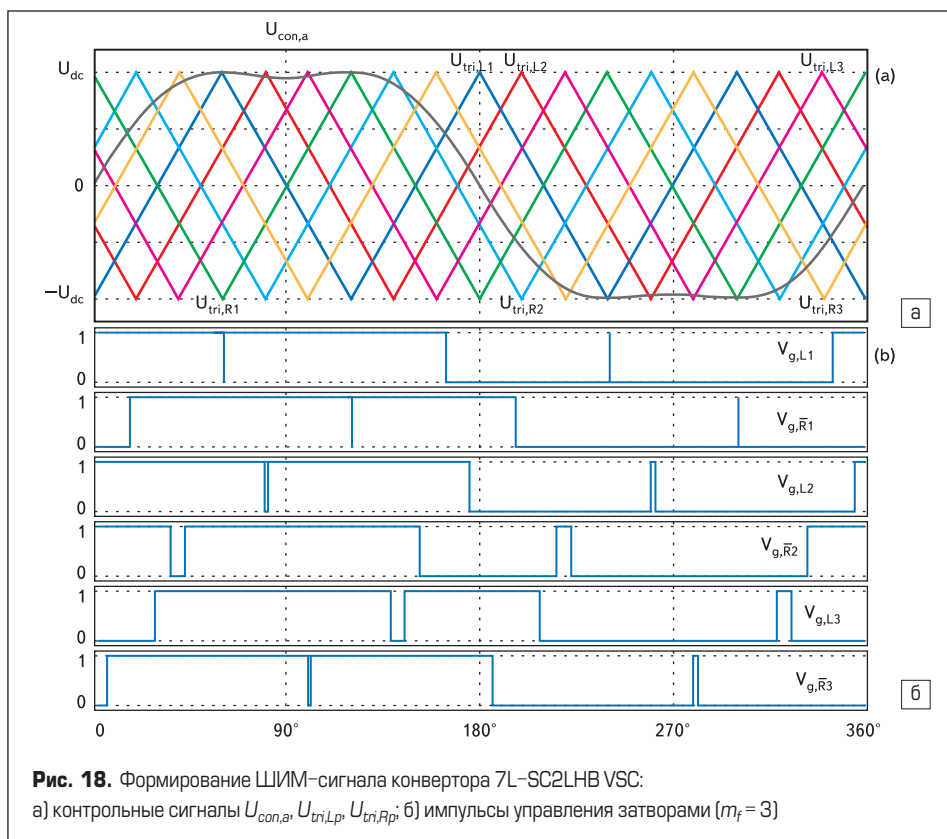 U_con,a
U_dc
U_tri,L1
U_tri,L2
U_tri,L3
(a)
0
−U_dc
U_tri,R1
U_tri,R2
U_tri,R3
а
1
0
V_g,L1
(b)
1
0
V_g,R̅1
1
0
V_g,L2
1
0
V_g,R̅2
1
0
V_g,L3
1
0
V_g,R̅3
б
0 90° 180° 270° 360°
Рис. 18. Формирование ШИМ–сигнала конвертора 7L–SC2LHB VSC:
а) контрольные сигналы U_con,a, U_tri,Lp, U_tri,Rp; б) импульсы управления затворами (m_f = 3)